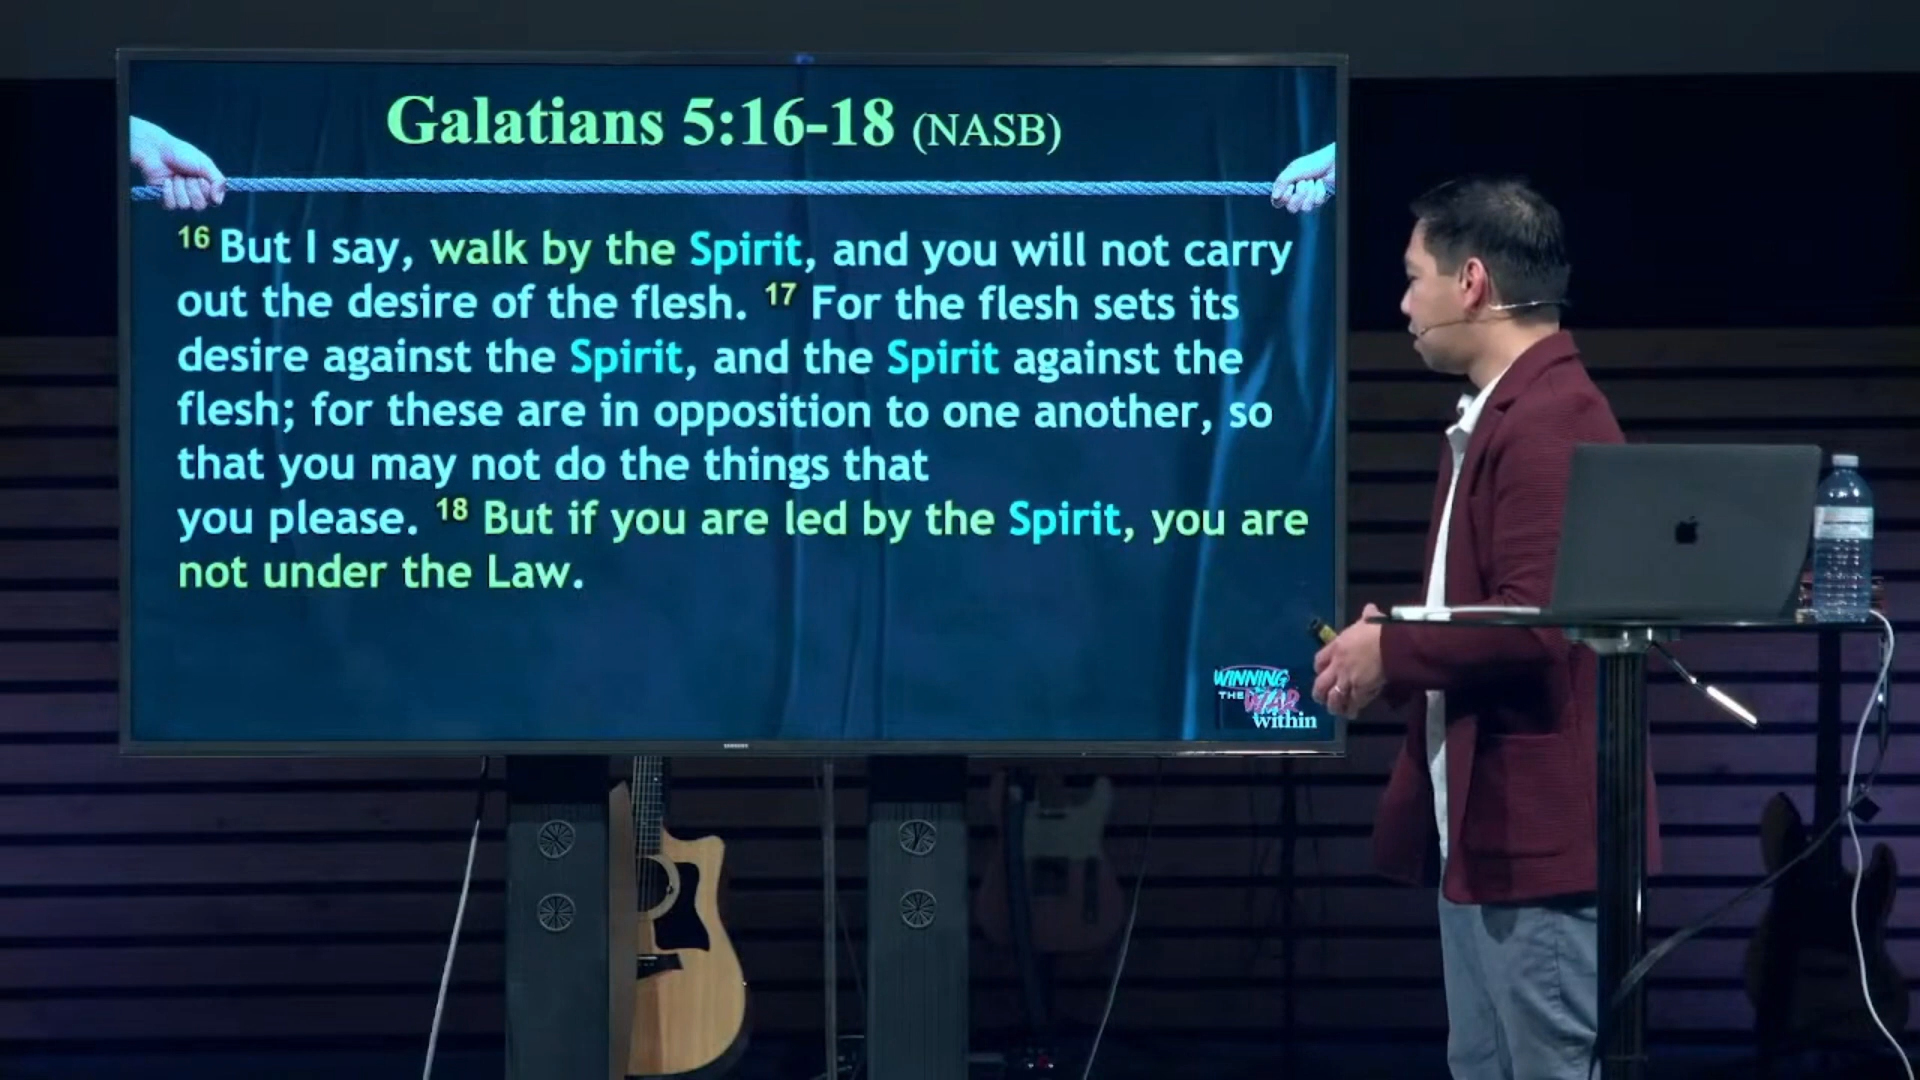 Galatians 5:16-18 (NASB)
16 But I say, walk by the Spirit, and you will not carry
out the desire of the flesh. 17 For the flesh sets its
desire against the Spirit, and the Spirit against the
flesh; for these are in opposition to one another, so
that you may not do the things that
you please. 18 But if you are led by the Spirit, you are
not under the Law.
WINNING
THE WAR
within
SAMSUNG